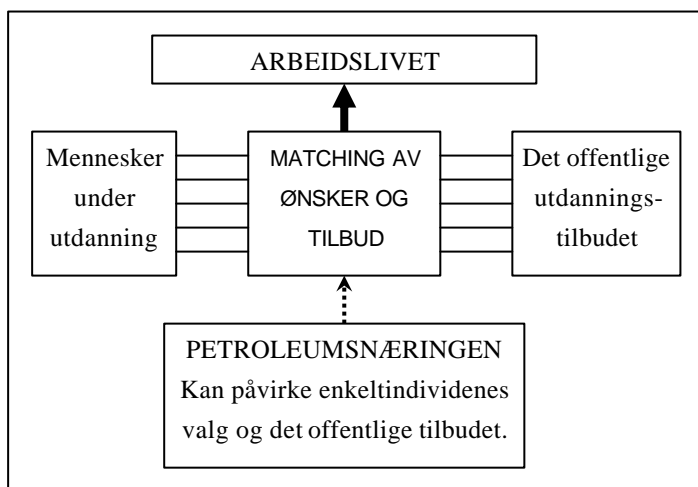 ARBEIDSLIVET
Mennesker
under
utdanning
MATCHING AV
ØNSKER OG
TILBUD
Det offentlige
utdannings-
tilbudet
PETROLEUMSNÆRINGEN
Kan påvirke enkeltindividenes
valg og det offentlige tilbudet.